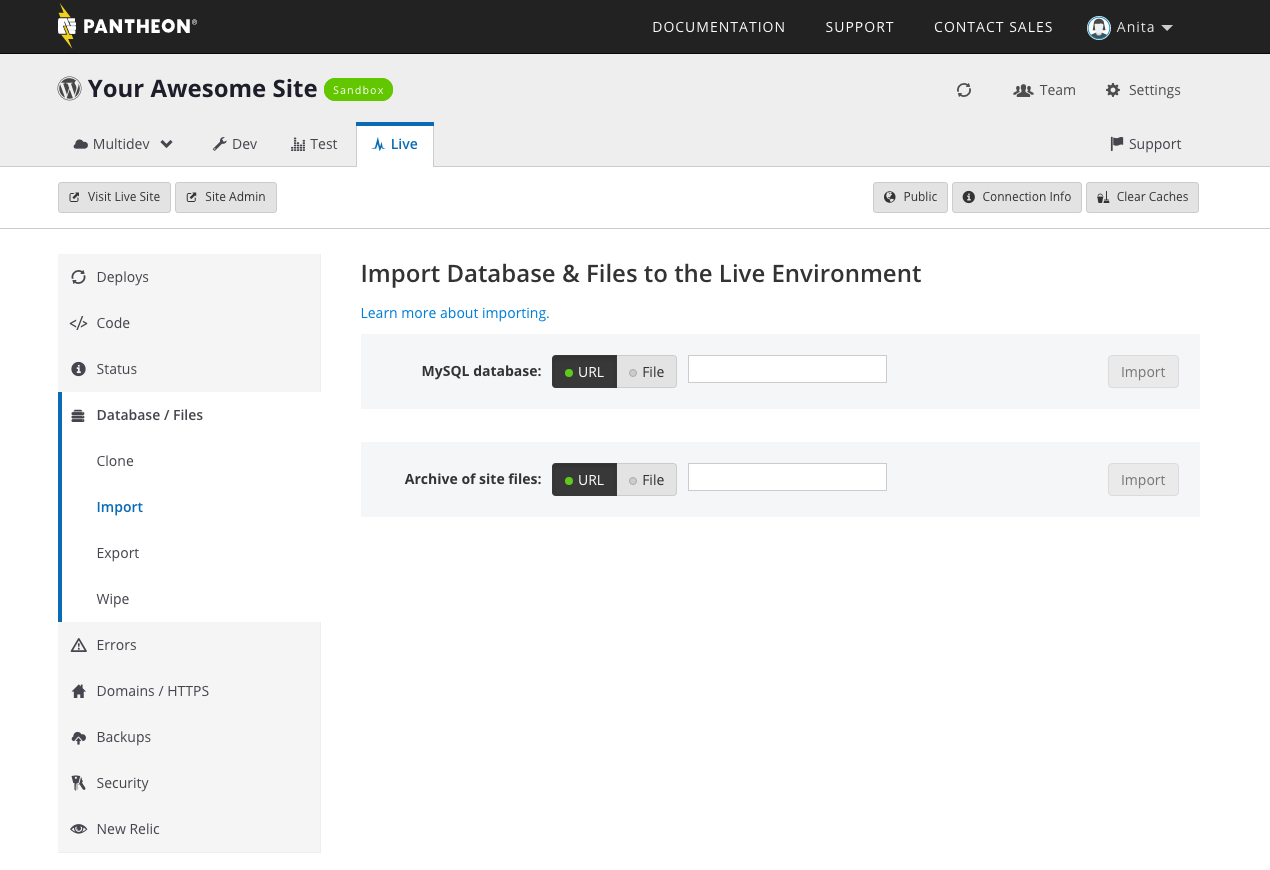 PANTHEON®
DOCUMENTATION SUPPORT CONTACT SALES Anita
Your Awesome Site Sandbox
Team Settings
Multidev Dev Test Live Support
Visit Live Site Site Admin Public Connection Info Clear Caches
Deploys
Code
Status
Database / Files
Clone
Import
Export
Wipe
Errors
Domains / HTTPS
Backups
Security
New Relic
Import Database & Files to the Live Environment
Learn more about importing.
MySQL database: URL File Import
Archive of site files: URL File Import